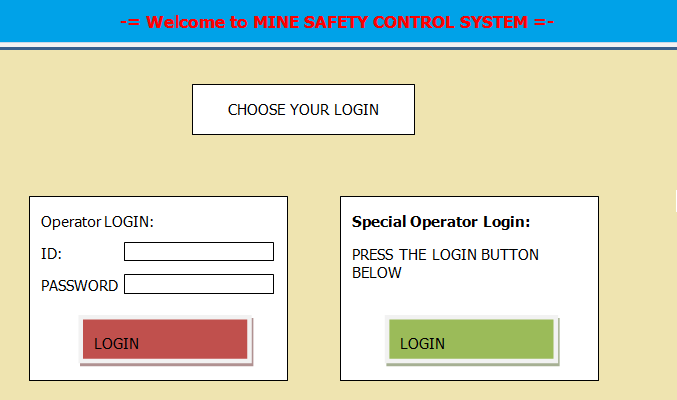 -= Welcome to MINE SAFETY CONTROL SYSTEM =-
CHOOSE YOUR LOGIN
Operator LOGIN:
ID:
PASSWORD
LOGIN
Special Operator Login:
PRESS THE LOGIN BUTTON
BELOW
LOGIN